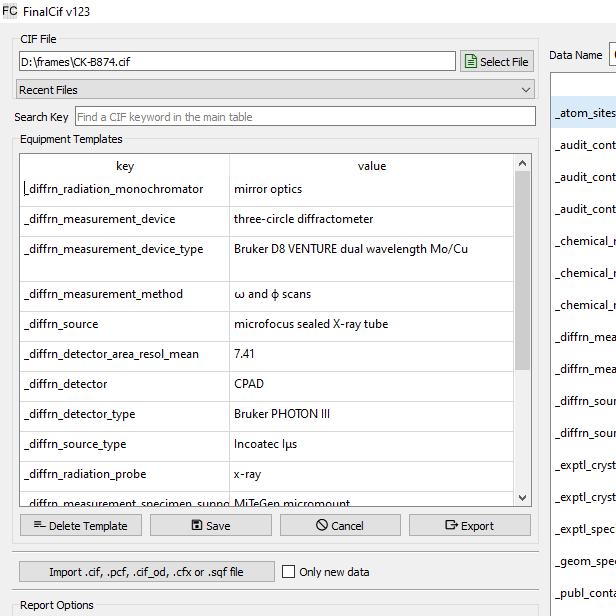 FC FinalCif v123
CIF File
D:\frames\CK-B874.cif Select File
Recent Files
Search Key Find a CIF keyword in the main table
Equipment Templates
key value
_diffrn_radiation_monochromator mirror optics
_diffrn_measurement_device three-circle diffractometer
_diffrn_measurement_device_type Bruker D8 VENTURE dual wavelength Mo/Cu
_diffrn_measurement_method ω and ϕ scans
_diffrn_source microfocus sealed X-ray tube
_diffrn_detector_area_resol_mean 7.41
_diffrn_detector CPAD
_diffrn_detector_type Bruker PHOTON III
_diffrn_source_type Incoatec Iμs
_diffrn_radiation_probe x-ray
_diffrn_measurement_specimen_suppo MiTeGen micromount
Delete Template Save Cancel Export
Import .cif, .pcf, .cif_od, .cfx or .sqf file Only new data
Report Options
Data Name
_atom_sites
_audit_cont
_audit_cont
_audit_cont
_chemical_r
_chemical_r
_chemical_r
_diffrn_mea
_diffrn_mea
_diffrn_sour
_diffrn_sour
_exptl_cryst
_exptl_cryst
_exptl_spec
_geom_spe
_publ_conta